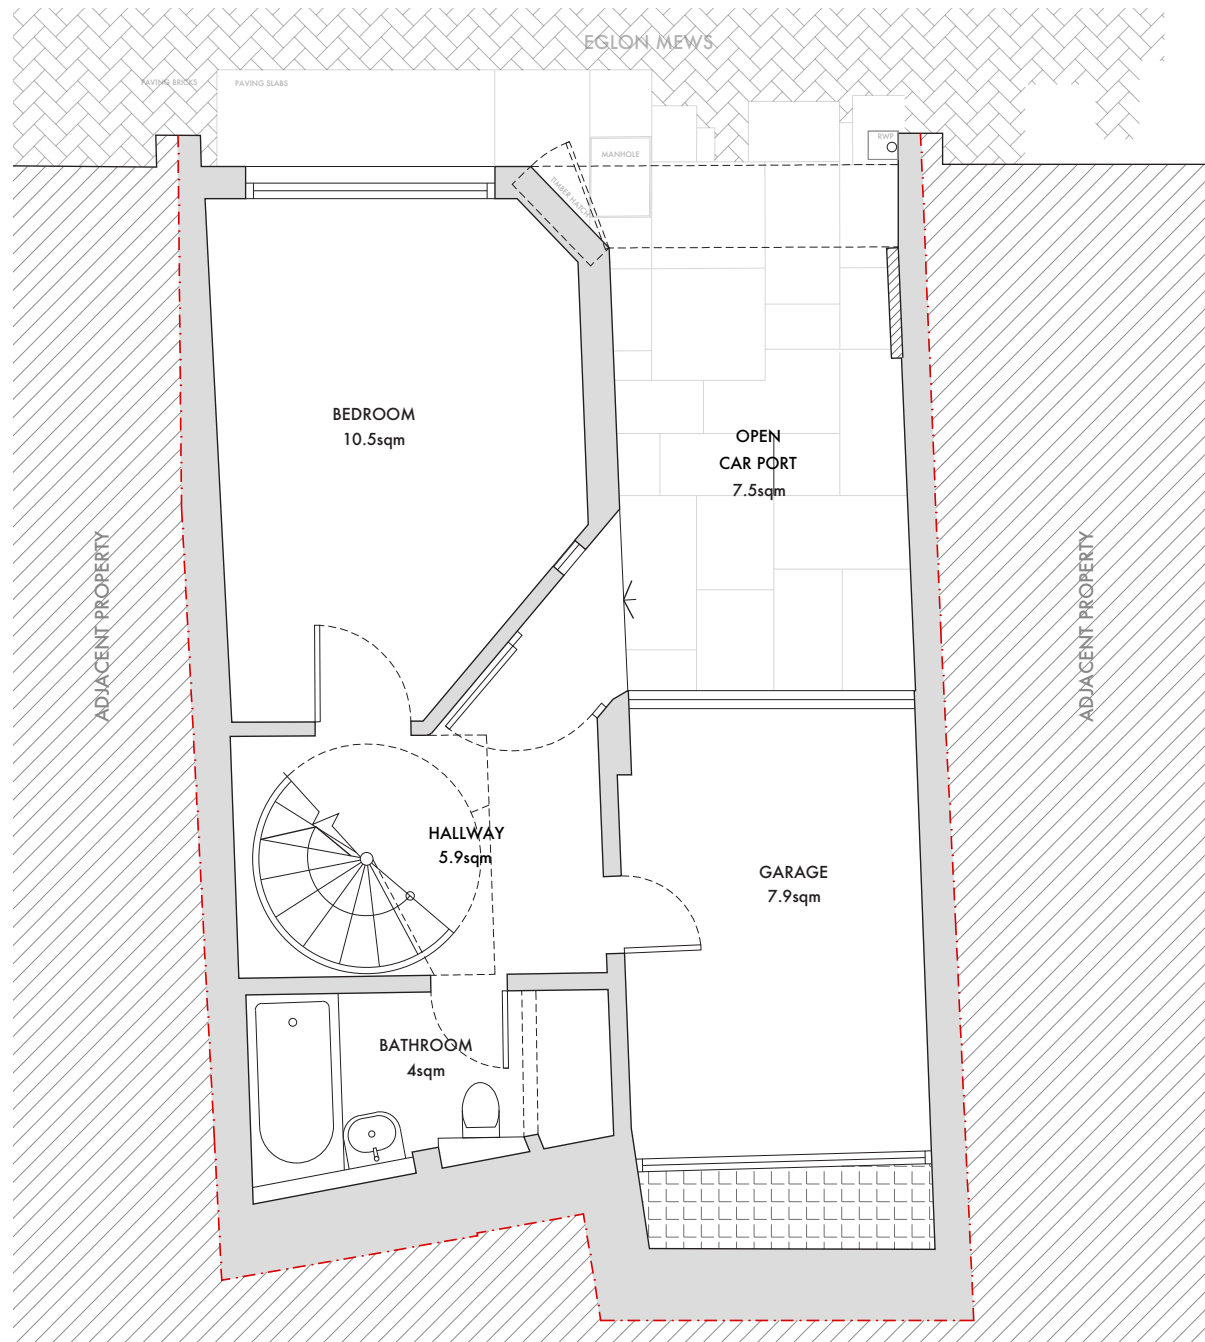 EGLON MEWS
PAVING BRICKS
PAVING SLABS
RWP
MANHOLE
TIMBER HATCH
BEDROOM
10.5sqm
OPEN
CAR PORT
7.5sqm
ADJACENT PROPERTY
ADJACENT PROPERTY
HALLWAY
5.9sqm
GARAGE
7.9sqm
BATHROOM
4sqm